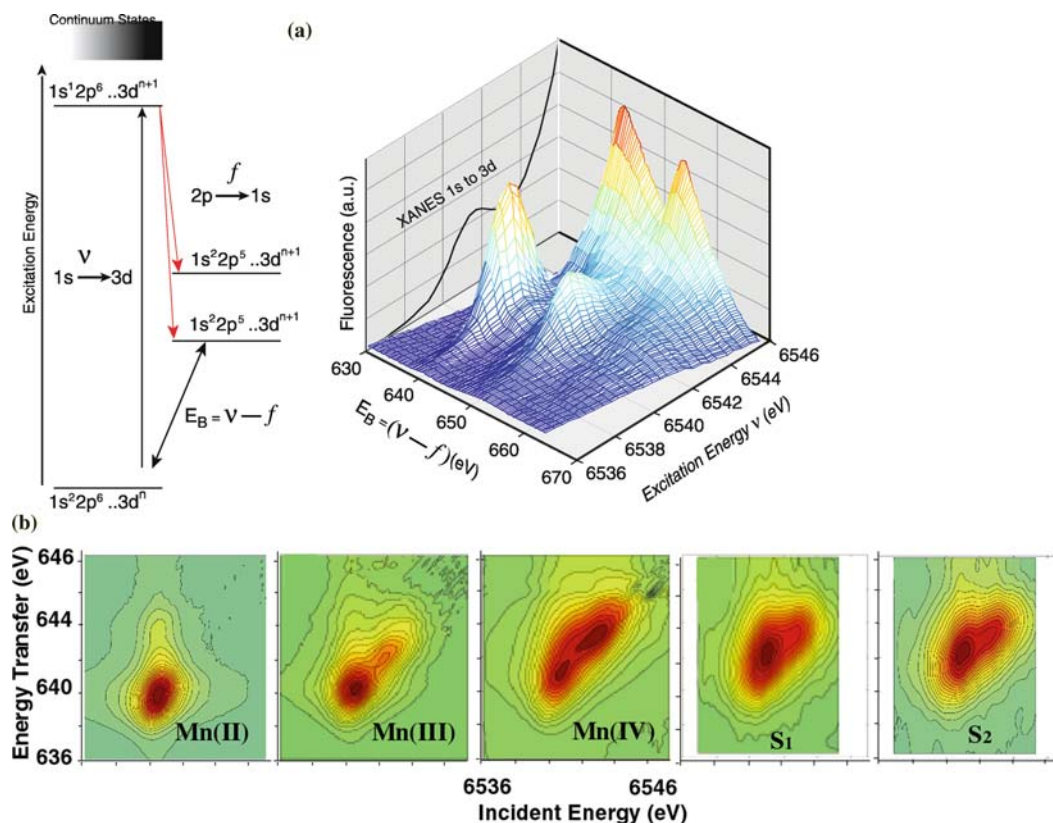 Continuum States
(a)
1s¹2p⁶ ..3dⁿ⁺¹
Excitation Energy
f
2p → 1s
ν
1s → 3d
1s²2p⁵ ..3dⁿ⁺¹
1s²2p⁵ ..3dⁿ⁺¹
E_B = ν — f
1s²2p⁶ ..3dⁿ
Fluorescence (a.u.)
XANES 1s to 3d
630
640
650
660
670
E_B =(ν — f)(eV)
6536
6538
6540
6542
6544
6546
Excitation Energy ν (eV)
(b)
Energy Transfer (eV)
646
644
640
636
Mn(II)
Mn(III)
Mn(IV)
S1
S2
6536
6546
Incident Energy (eV)